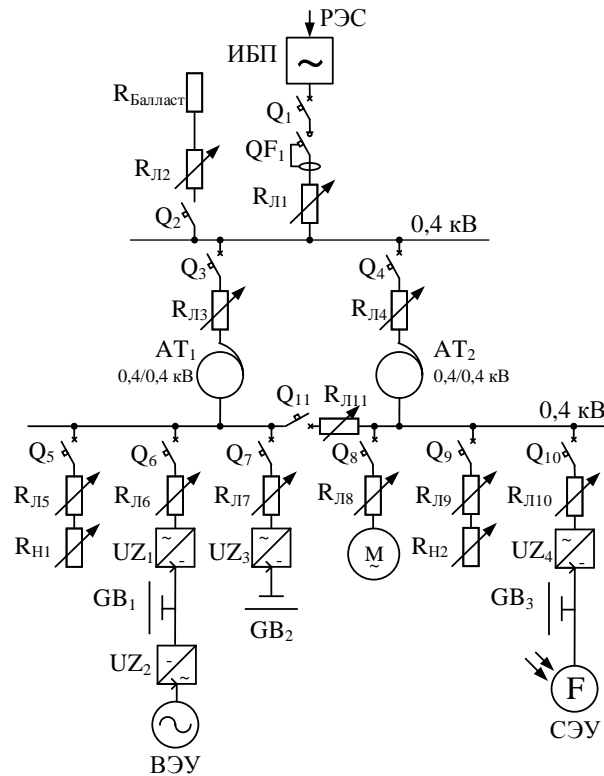 РЭС
ИБП
~
RБалласт
Q1
QF1
RЛ2
RЛ1
Q2
0,4 кВ
Q3
Q4
RЛ3
RЛ4
АТ1
АТ2
0,4/0,4 кВ
0,4/0,4 кВ
Q11
RЛ11
0,4 кВ
Q5
Q6
Q7
Q8
Q9
Q10
RЛ5
RЛ6
RЛ7
RЛ8
RЛ9
RЛ10
RН1
UZ1
~
-
UZ3
~
-
М
~
RН2
UZ4
~
-
GB1
GB2
GB3
UZ2
-
~
F
ВЭУ
СЭУ